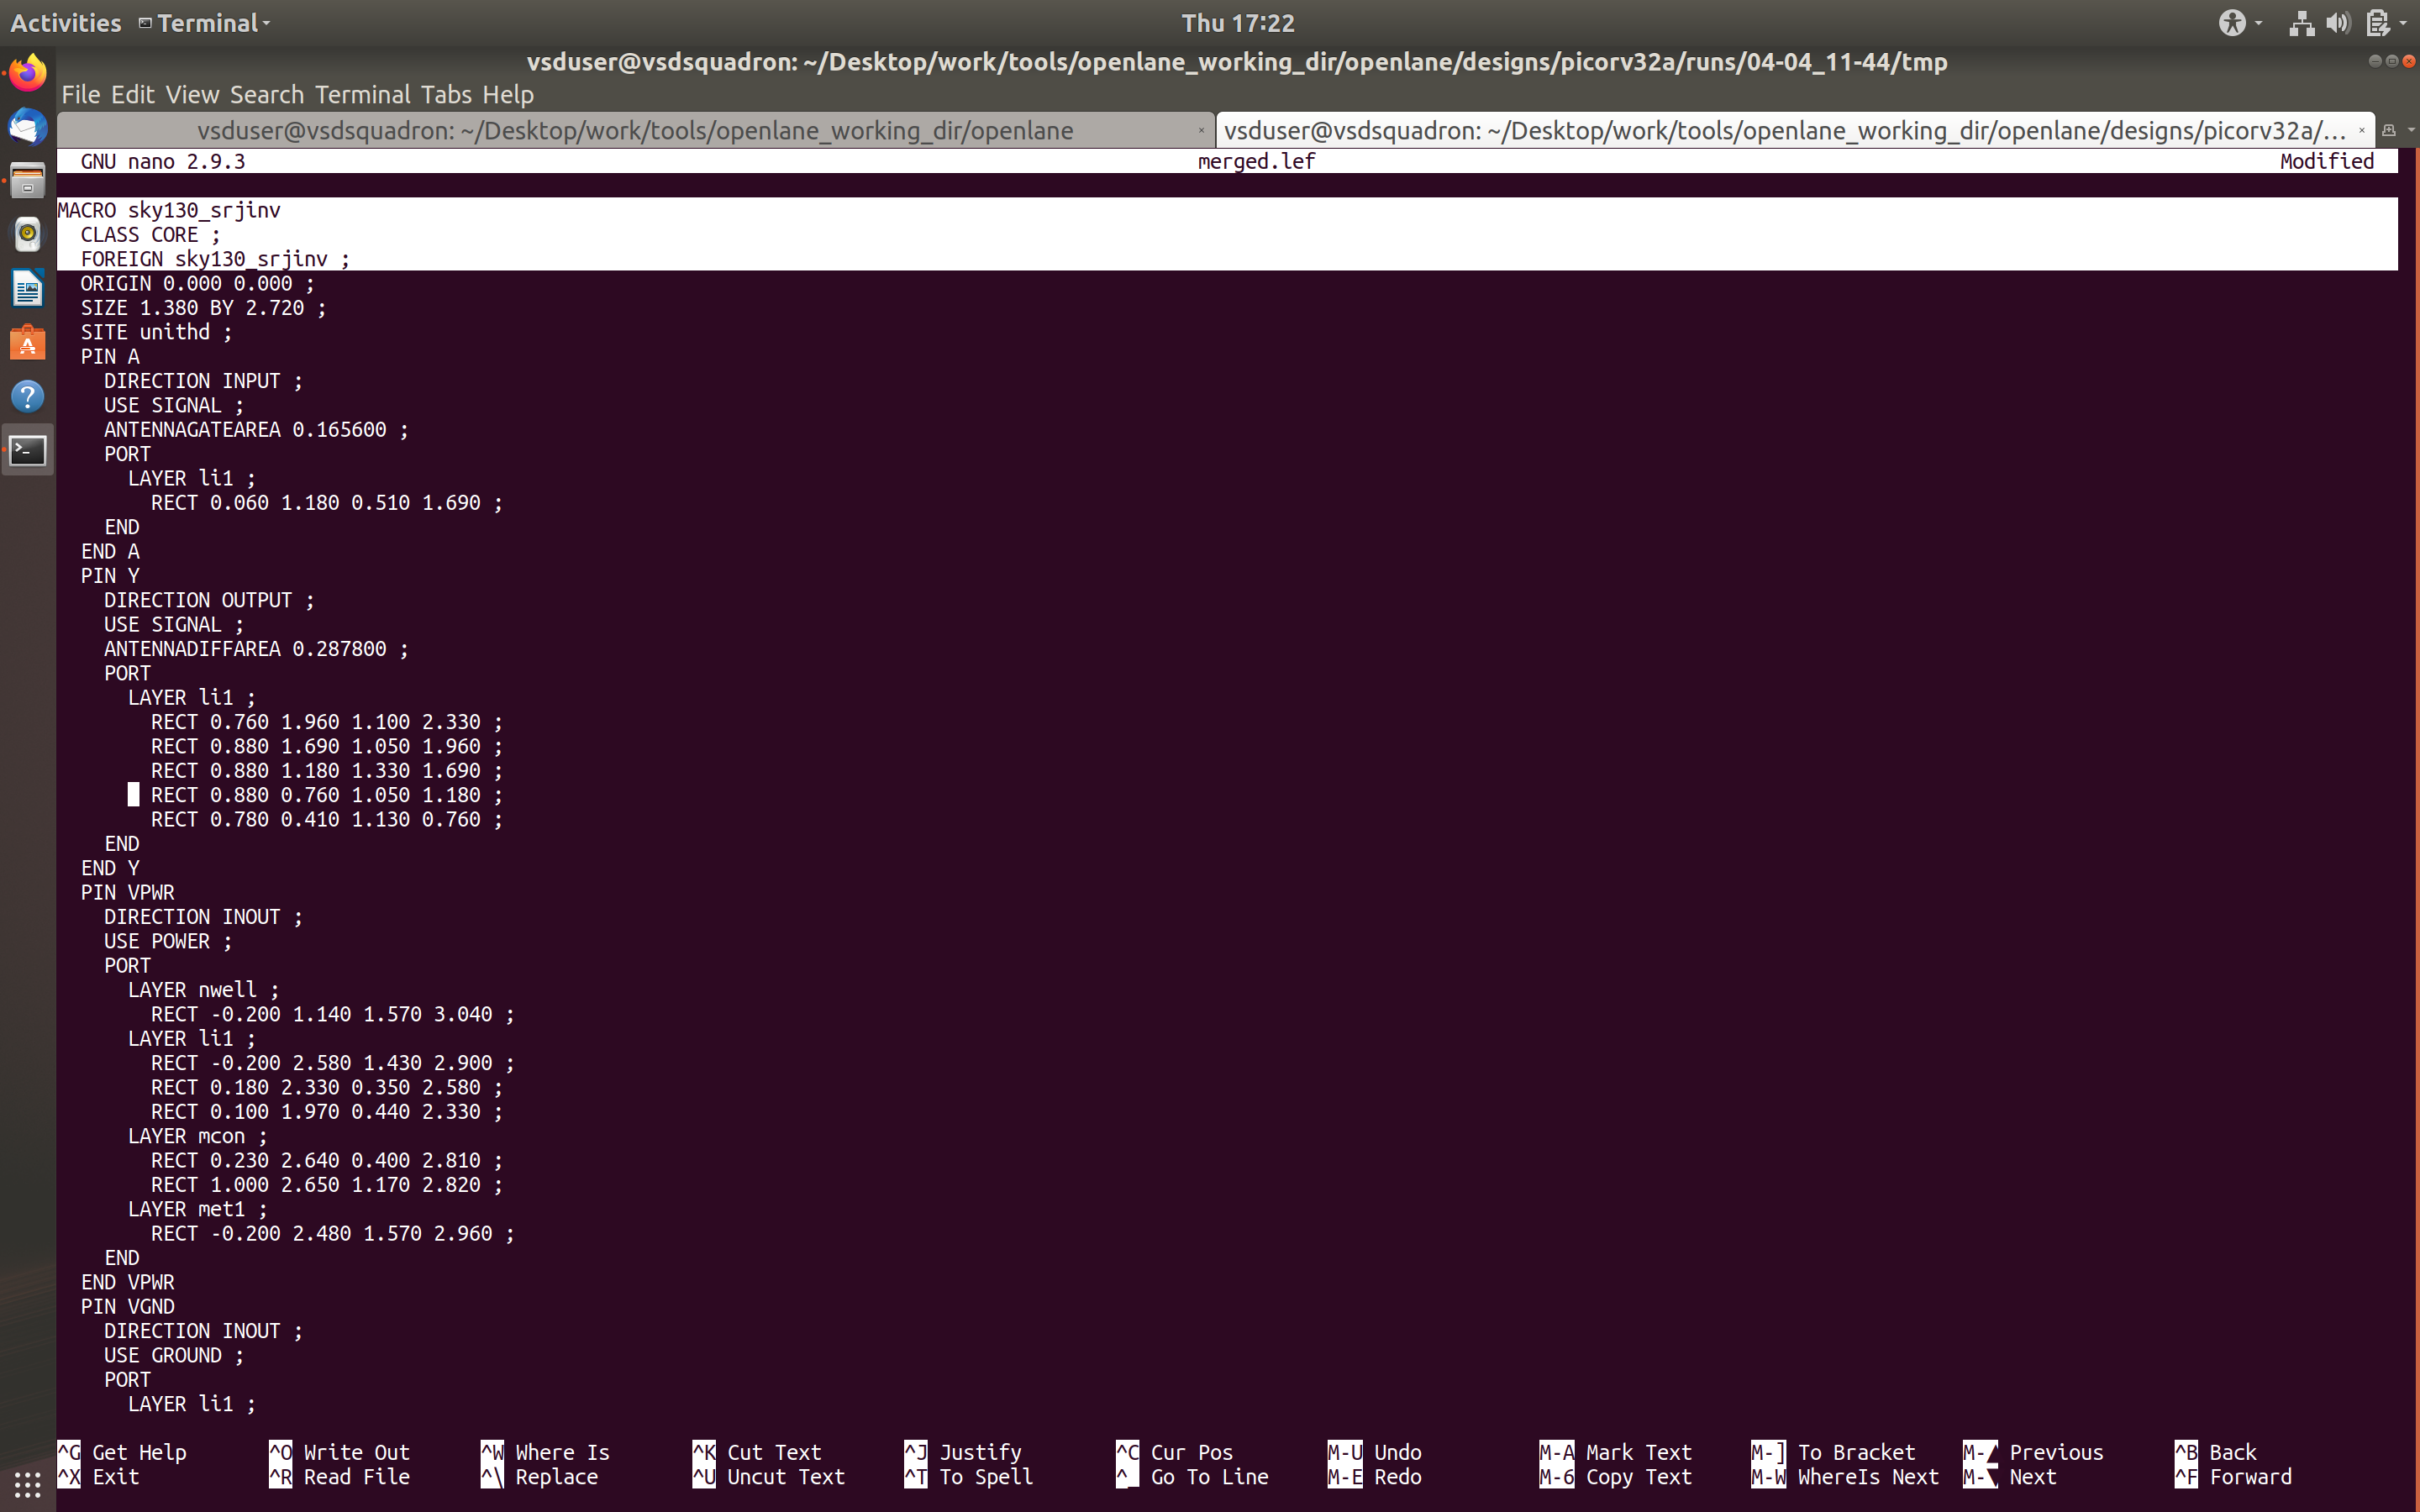 Activities Terminal Thu 17:22
vsduser@vsdsquadron: ~/Desktop/work/tools/openlane_working_dir/openlane/designs/picorv32a/runs/04-04_11-44/tmp
File Edit View Search Terminal Tabs Help
vsduser@vsdsquadron: ~/Desktop/work/tools/openlane_working_dir/openlane × vsduser@vsdsquadron: ~/Desktop/work/tools/openlane_working_dir/openlane/designs/picorv32a/... ×
GNU nano 2.9.3 merged.lef Modified
MACRO sky130_srjinv
  CLASS CORE ;
  FOREIGN sky130_srjinv ;
  ORIGIN 0.000 0.000 ;
  SIZE 1.380 BY 2.720 ;
  SITE unithd ;
  PIN A
    DIRECTION INPUT ;
    USE SIGNAL ;
    ANTENNAGATEAREA 0.165600 ;
    PORT
      LAYER li1 ;
        RECT 0.060 1.180 0.510 1.690 ;
    END
  END A
  PIN Y
    DIRECTION OUTPUT ;
    USE SIGNAL ;
    ANTENNADIFFAREA 0.287800 ;
    PORT
      LAYER li1 ;
        RECT 0.760 1.960 1.100 2.330 ;
        RECT 0.880 1.690 1.050 1.960 ;
        RECT 0.880 1.180 1.330 1.690 ;
        RECT 0.880 0.760 1.050 1.180 ;
        RECT 0.780 0.410 1.130 0.760 ;
    END
  END Y
  PIN VPWR
    DIRECTION INOUT ;
    USE POWER ;
    PORT
      LAYER nwell ;
        RECT -0.200 1.140 1.570 3.040 ;
      LAYER li1 ;
        RECT -0.200 2.580 1.430 2.900 ;
        RECT 0.180 2.330 0.350 2.580 ;
        RECT 0.100 1.970 0.440 2.330 ;
      LAYER mcon ;
        RECT 0.230 2.640 0.400 2.810 ;
        RECT 1.000 2.650 1.170 2.820 ;
      LAYER met1 ;
        RECT -0.200 2.480 1.570 2.960 ;
    END
  END VPWR
  PIN VGND
    DIRECTION INOUT ;
    USE GROUND ;
    PORT
      LAYER li1 ;
^G Get Help ^O Write Out ^W Where Is ^K Cut Text ^J Justify ^C Cur Pos M-U Undo M-A Mark Text M-] To Bracket M-/ Previous ^B Back
^X Exit ^R Read File ^\ Replace ^U Uncut Text ^T To Spell ^_ Go To Line M-E Redo M-6 Copy Text M-W WhereIs Next M-\ Next ^F Forward